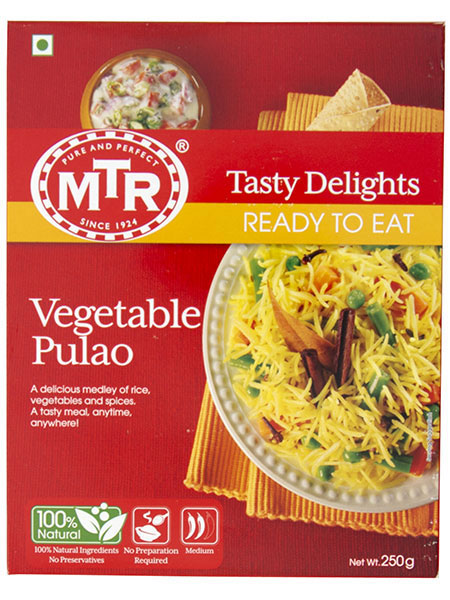 PURE AND PERFECT
MTR®
SINCE 1924
Tasty Delights
READY TO EAT
Vegetable
Pulao
A delicious medley of rice,
vegetables and spices.
A tasty meal, anytime,
anywhere!
100%
Natural
100% Natural Ingredients
No Preservatives
No Preparation
Required
Medium
Net Wt.250g